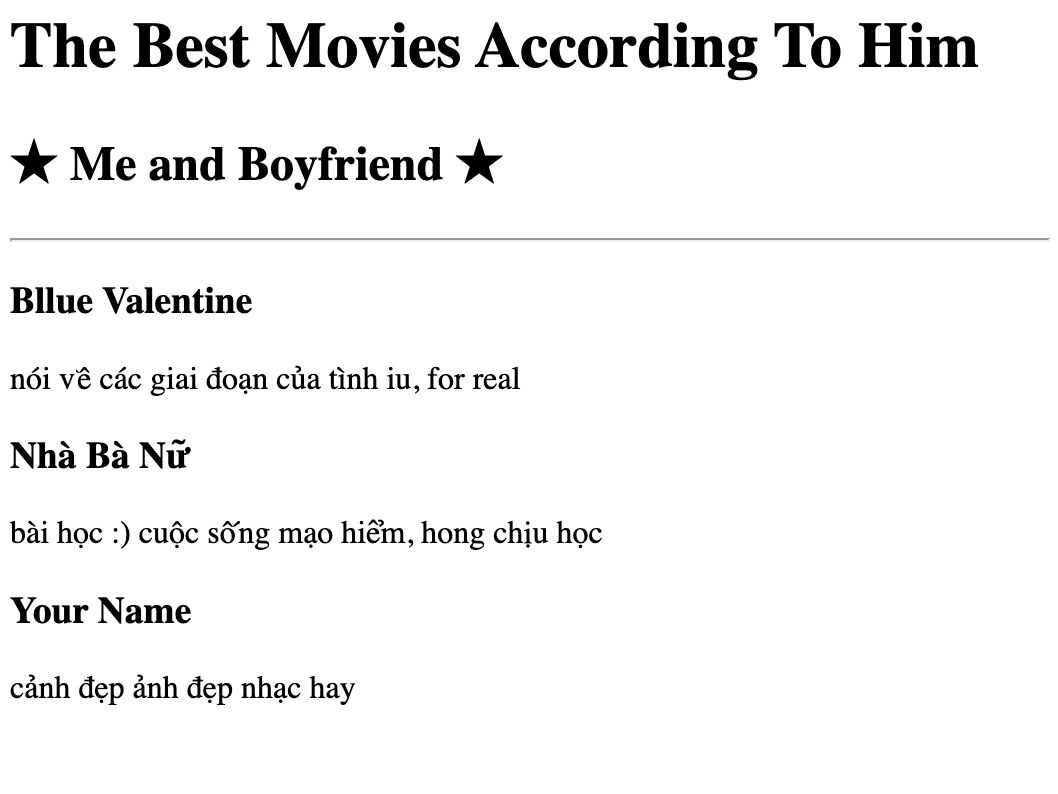 The Best Movies According To Him
★ Me and Boyfriend ★
Bllue Valentine
nói về các giai đoạn của tình iu, for real
Nhà Bà Nữ
bài học :) cuộc sống mạo hiểm, hong chịu học
Your Name
cảnh đẹp ảnh đẹp nhạc hay